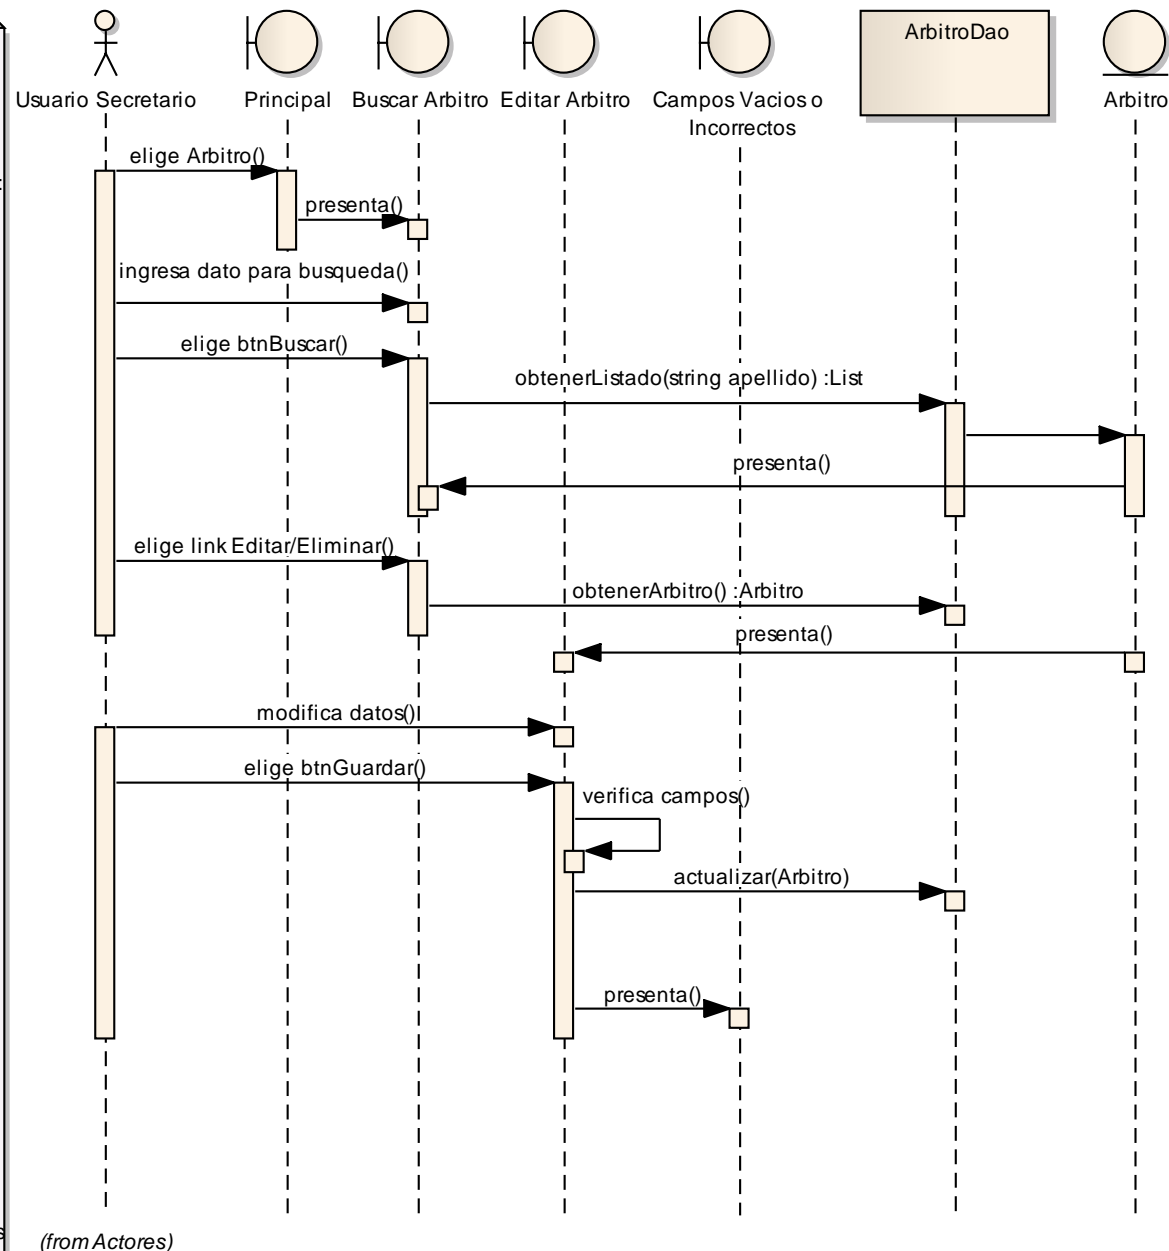 ArbitroDao
Usuario Secretario
Principal
Buscar Arbitro
Editar Arbitro
Campos Vacios o
Incorrectos
Arbitro
elige Arbitro()
presenta()
ingresa dato para busqueda()
elige btnBuscar()
obtenerListado(string apellido) :List
presenta()
elige link Editar/Eliminar()
obtenerArbitro() :Arbitro
presenta()
modifica datos()
elige btnGuardar()
verifica campos()
actualizar(Arbitro)
presenta()
(from Actores)